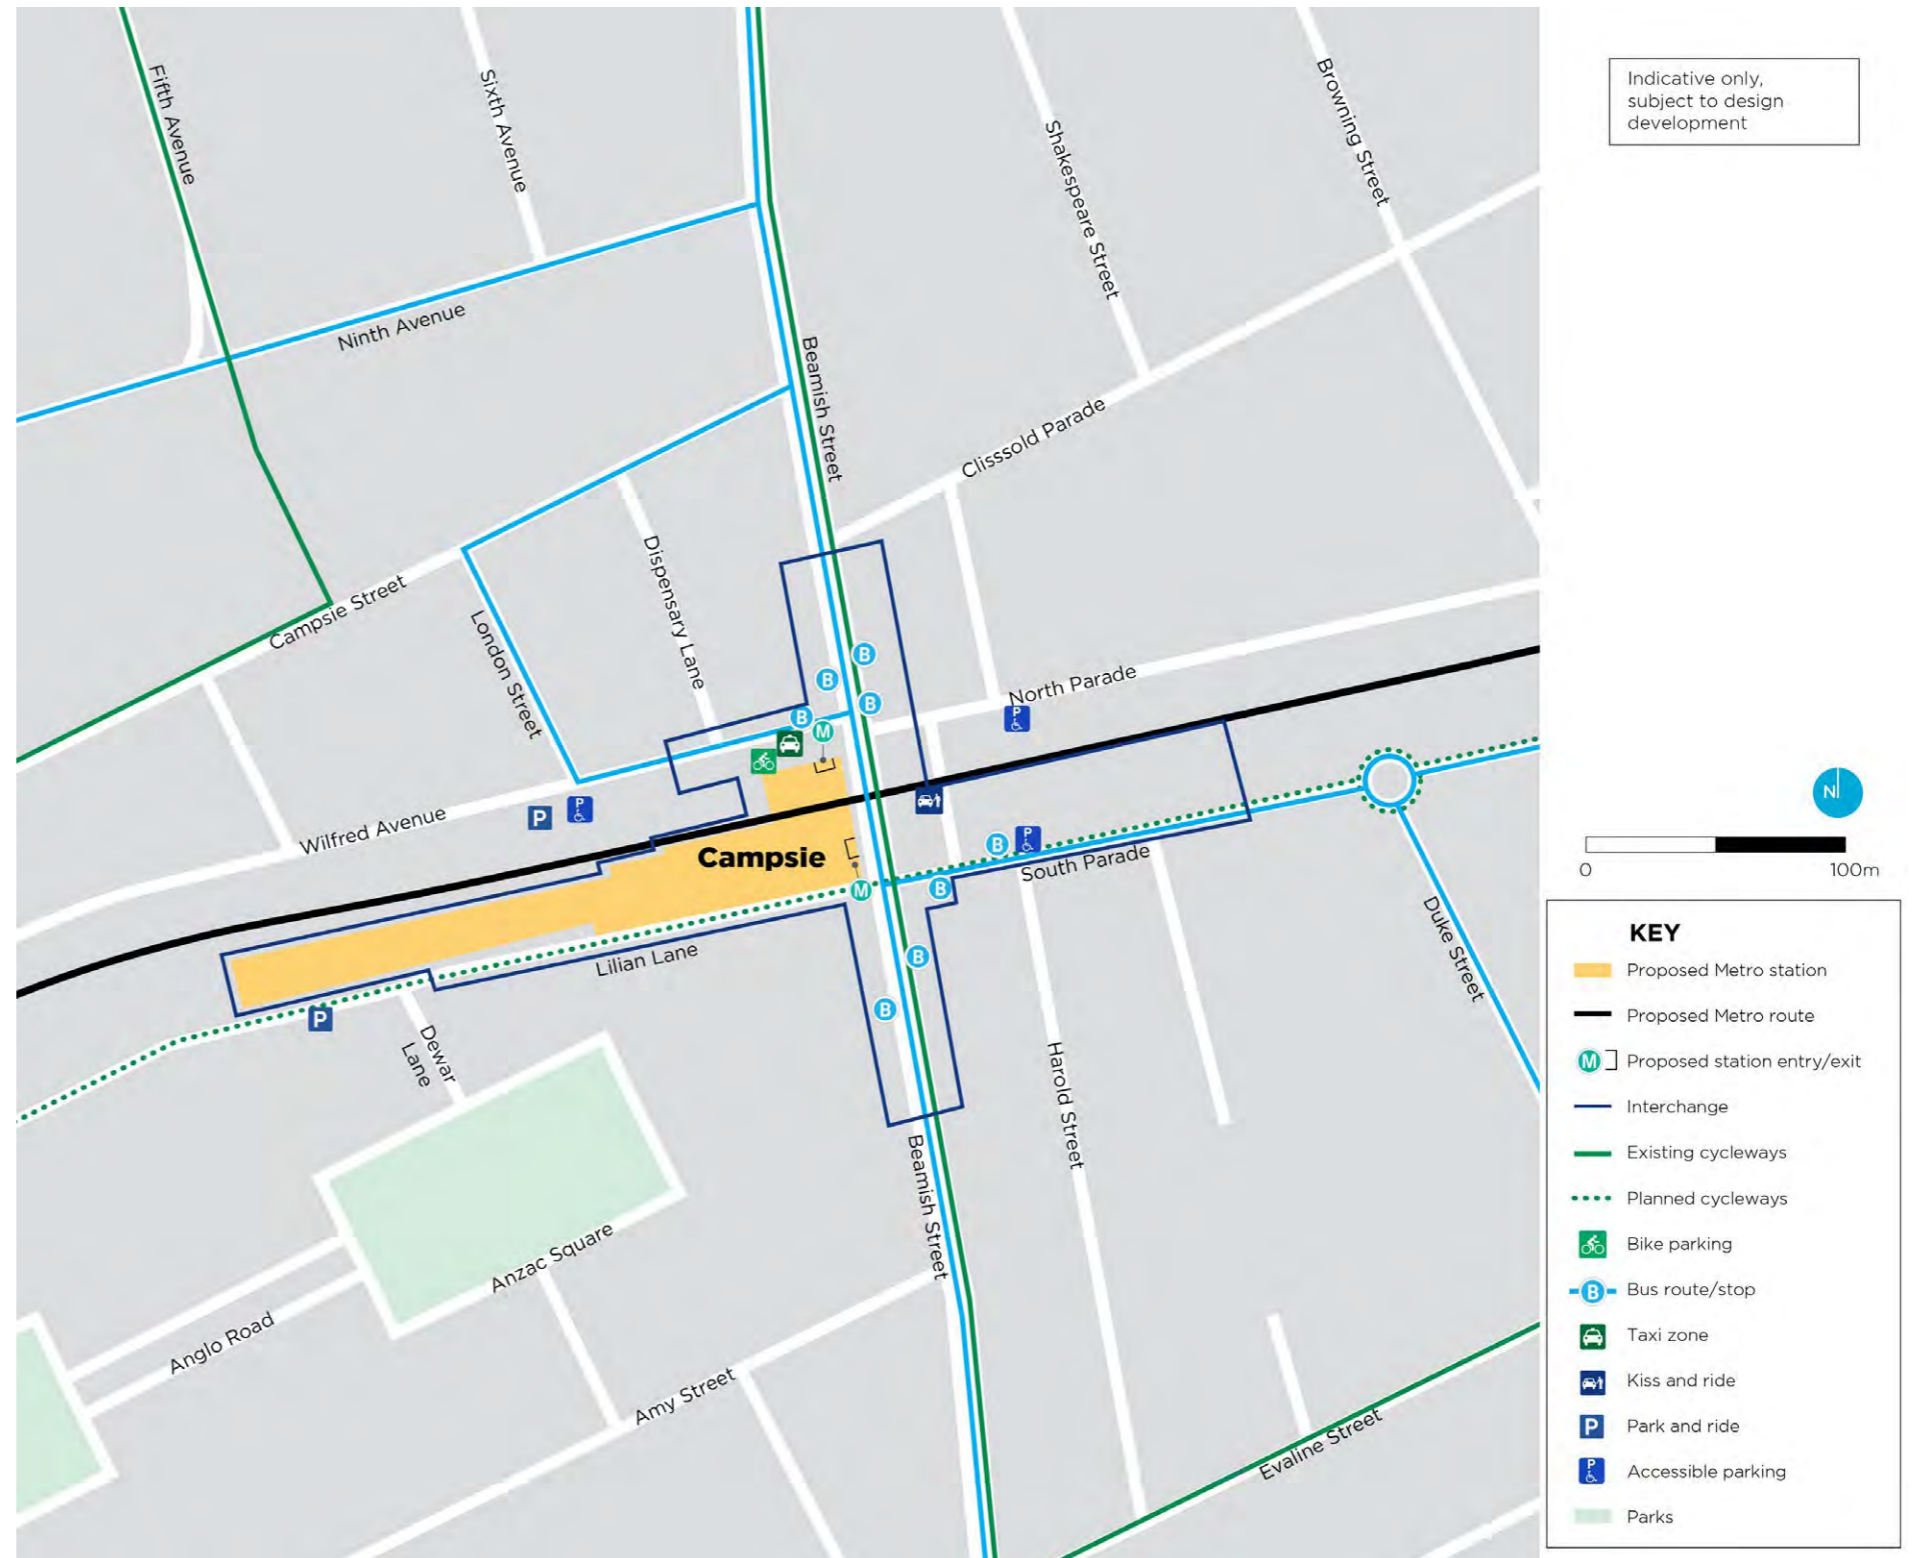 Fifth Avenue
Sixth Avenue
Shakespeare Street
Browning Street
Indicative only,
subject to design
development
Ninth Avenue
Beamish Street
Clisssold Parade
Campsie Street
London Street
Dispensary Lane
North Parade
P
B
B
B
B
M
P
P
Wilfred Avenue
Campsie
B
P
South Parade
M
B
Lilian Lane
B
B
P
Dewar
Lane
Duke Street
Harold Street
Beamish Street
Anzac Square
Anglo Road
Amy Street
Evaline Street
N
0
100m
KEY
Proposed Metro station
Proposed Metro route
M Proposed station entry/exit
Interchange
Existing cycleways
Planned cycleways
Bike parking
B Bus route/stop
Taxi zone
Kiss and ride
P Park and ride
P Accessible parking
Parks